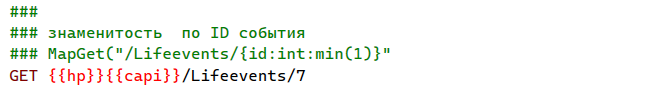 ###
### знаменитость  по ID события
### MapGet("/Lifeevents/{id:int:min(1)}"
GET {{hp}}{{capi}}/Lifeevents/7